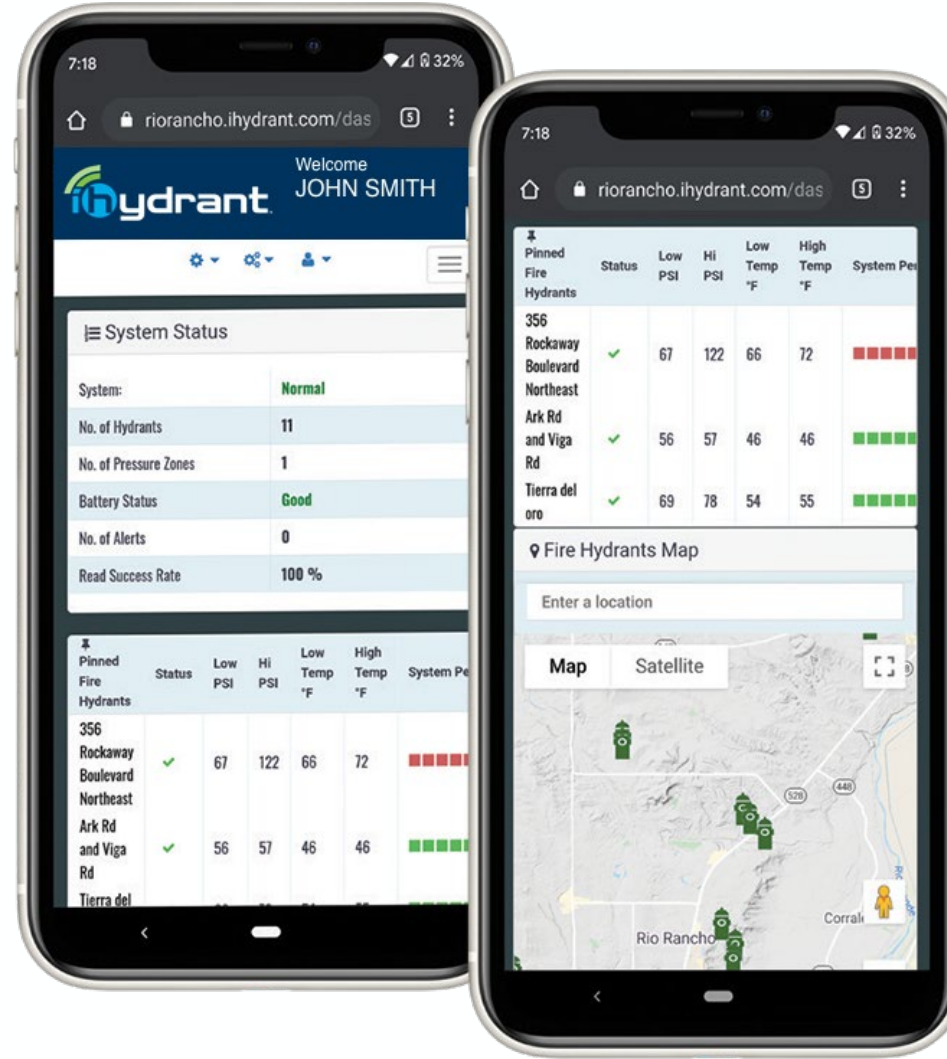 7:18
32%
riorancho.ihydrant.com/das
5
ihydrant
Welcome
JOHN SMITH
System Status
System: Normal
No. of Hydrants 11
No. of Pressure Zones 1
Battery Status Good
No. of Alerts 0
Read Success Rate 100 %
Pinned Fire Hydrants Status Low PSI Hi PSI Low Temp °F High Temp °F System Pe
356 Rockaway Boulevard Northeast 67 122 66 72
Ark Rd and Viga Rd 56 57 46 46
Tierra del
7:18
32%
riorancho.ihydrant.com/das
5
Pinned Fire Hydrants Status Low PSI Hi PSI Low Temp °F High Temp °F System Per
356 Rockaway Boulevard Northeast 67 122 66 72
Ark Rd and Viga Rd 56 57 46 46
Tierra del oro 69 78 54 55
Fire Hydrants Map
Enter a location
Map Satellite
528
448
Corrale
Rio Rancho